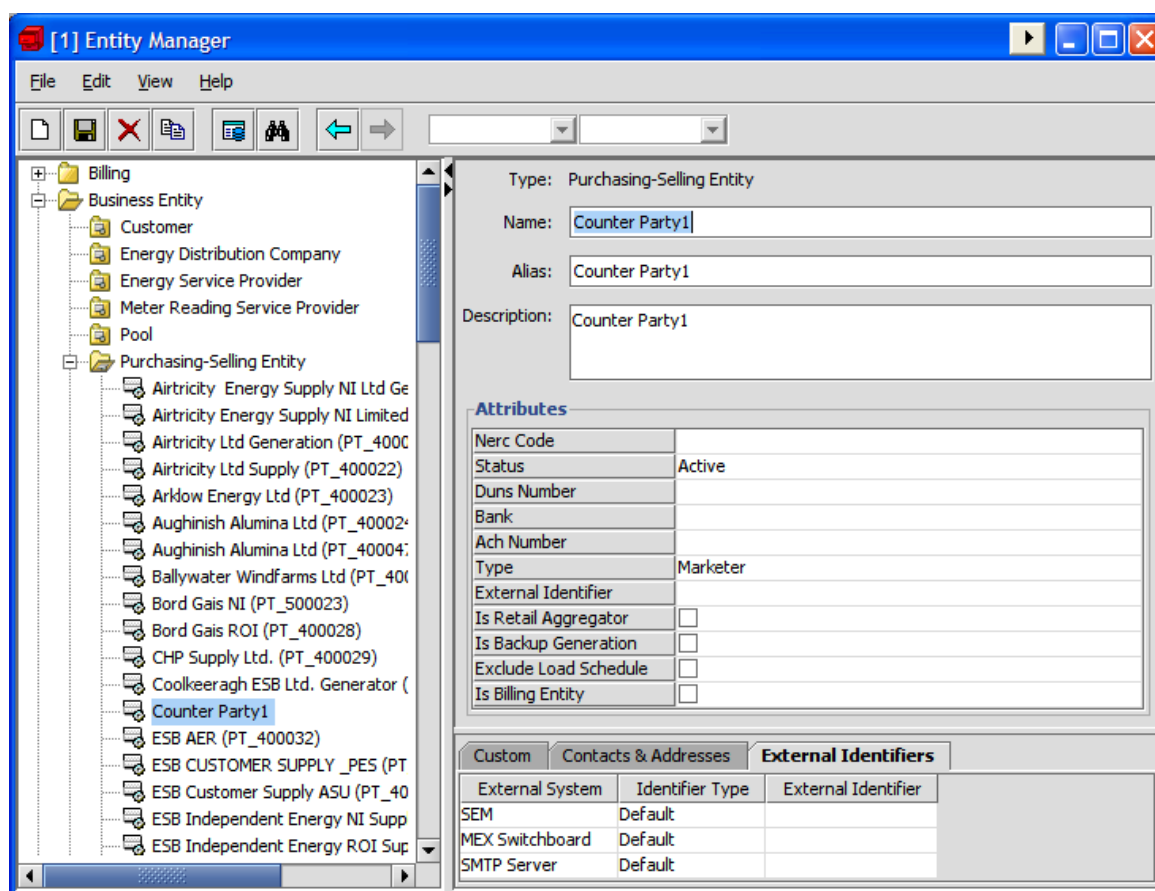 [1] Entity Manager
File Edit View Help
Billing
Business Entity
Customer
Energy Distribution Company
Energy Service Provider
Meter Reading Service Provider
Pool
Purchasing-Selling Entity
Airtricity Energy Supply NI Ltd Ge
Airtricity Energy Supply NI Limited
Airtricity Ltd Generation (PT_400
Airtricity Ltd Supply (PT_400022)
Arklow Energy Ltd (PT_400023)
Aughinish Alumina Ltd (PT_40002
Aughinish Alumina Ltd (PT_40004
Ballywater Windfarms Ltd (PT_40
Bord Gais NI (PT_500023)
Bord Gais ROI (PT_400028)
CHP Supply Ltd. (PT_400029)
Coolkeeragh ESB Ltd. Generator (
Counter Party1
ESB AER (PT_400032)
ESB CUSTOMER SUPPLY _PES (PT
ESB Customer Supply ASU (PT_40
ESB Independent Energy NI Supp
ESB Independent Energy ROI Sup
Type: Purchasing-Selling Entity
Name: Counter Party1
Alias: Counter Party1
Description: Counter Party1
Attributes
Nerc Code
Status Active
Duns Number
Bank
Ach Number
Type Marketer
External Identifier
Is Retail Aggregator
Is Backup Generation
Exclude Load Schedule
Is Billing Entity
Custom Contacts & Addresses External Identifiers
External System Identifier Type External Identifier
SEM Default
MEX Switchboard Default
SMTP Server Default